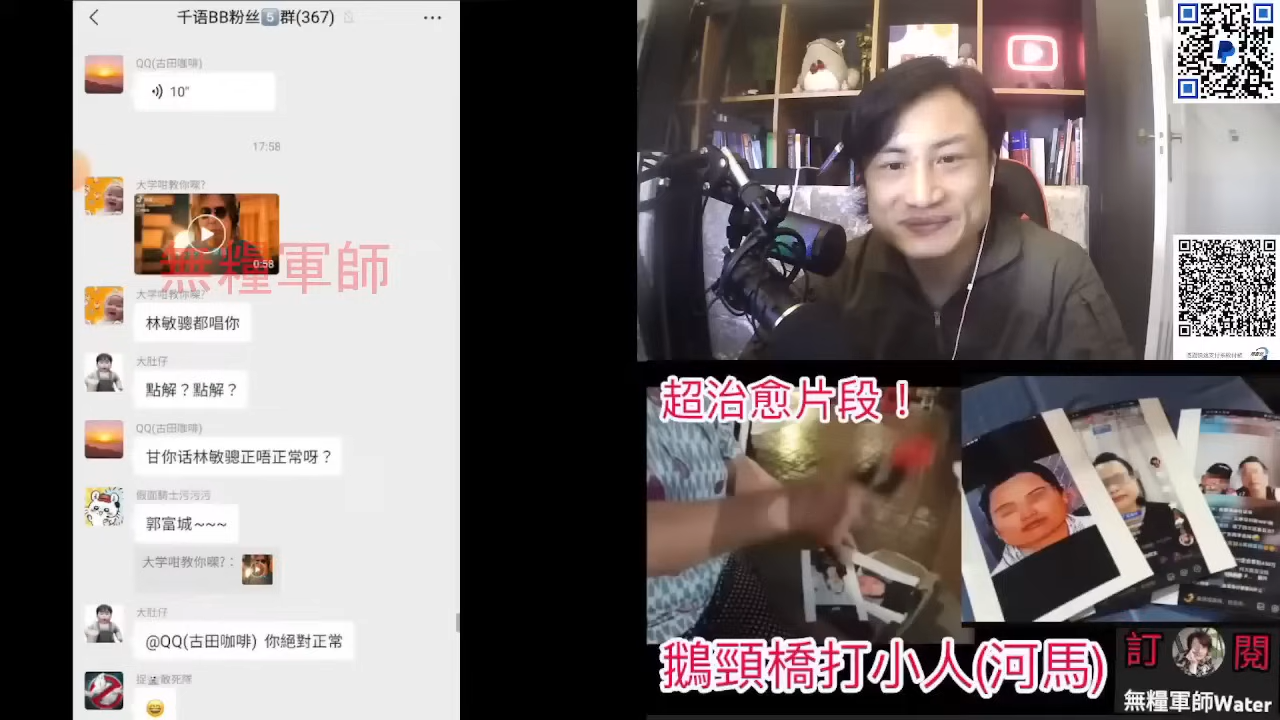 千语BB粉丝5️⃣群(367)
QQ(古田咖啡)
10"
17:58
大学咁教你㗎?
0:58
無糧軍師
大学咁教你㗎?
林敏骢都唱你
大肚仔
點解？點解？
QQ(古田咖啡)
甘你话林敏骢正唔正常呀？
假面騎士污污污
郭富城~~~
大学咁教你㗎?：
大肚仔
@QQ(古田咖啡) 你絕對正常
超治愈片段！
鵝頸橋打小人(河馬)
訂
閱
無糧軍師Water